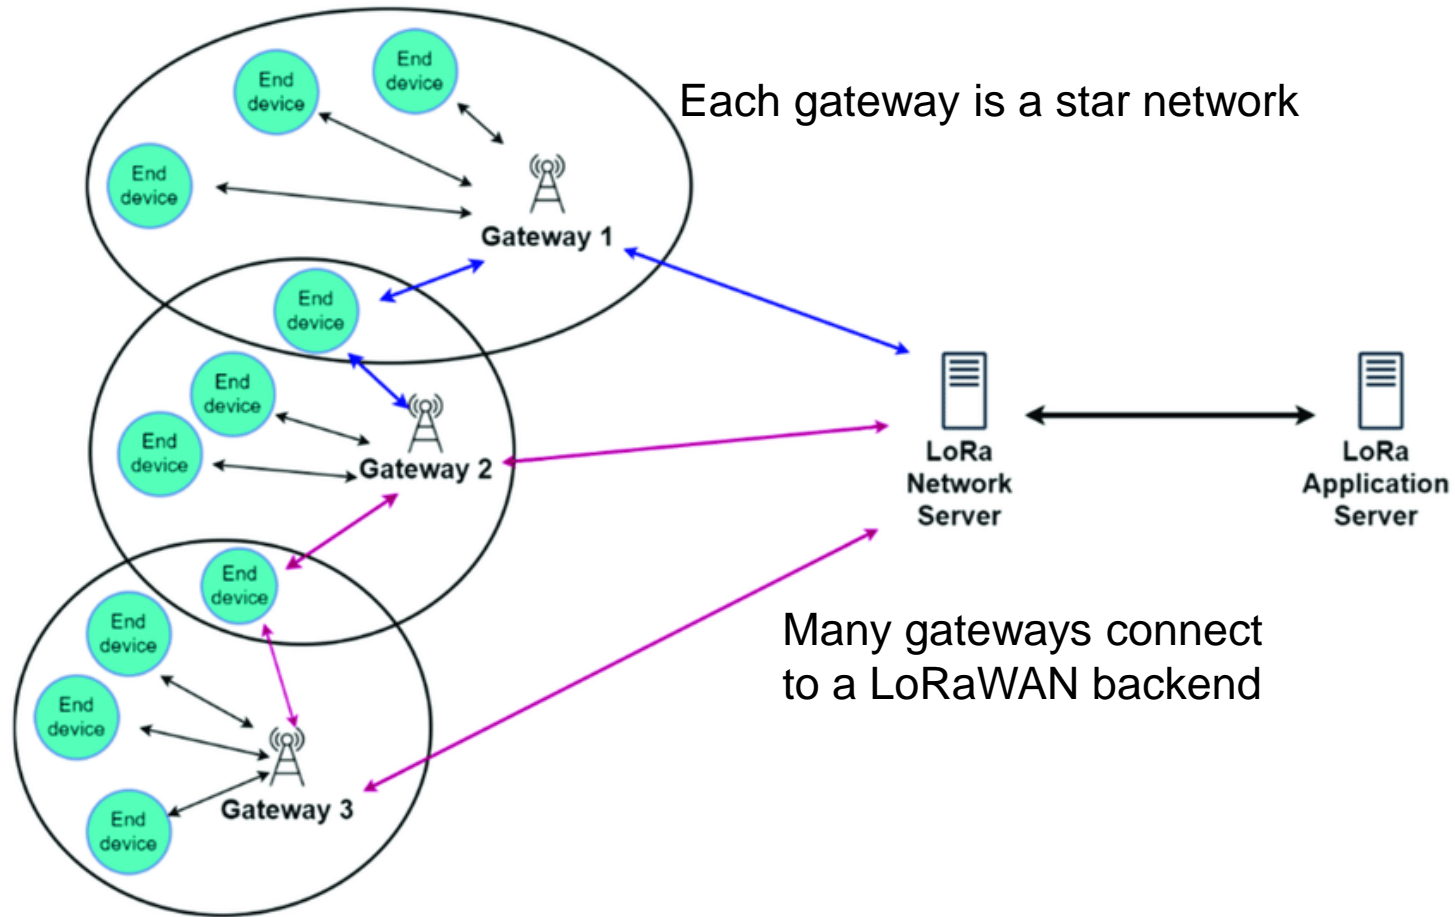 End
device
End
device
Each gateway is a star network
End
device
Gateway 1
End
device
End
device
End
device
Gateway 2
LoRa
Network
Server
LoRa
Application
Server
End
device
End
device
End
device
Many gateways connect
to a LoRaWAN backend
Gateway 3
End
device